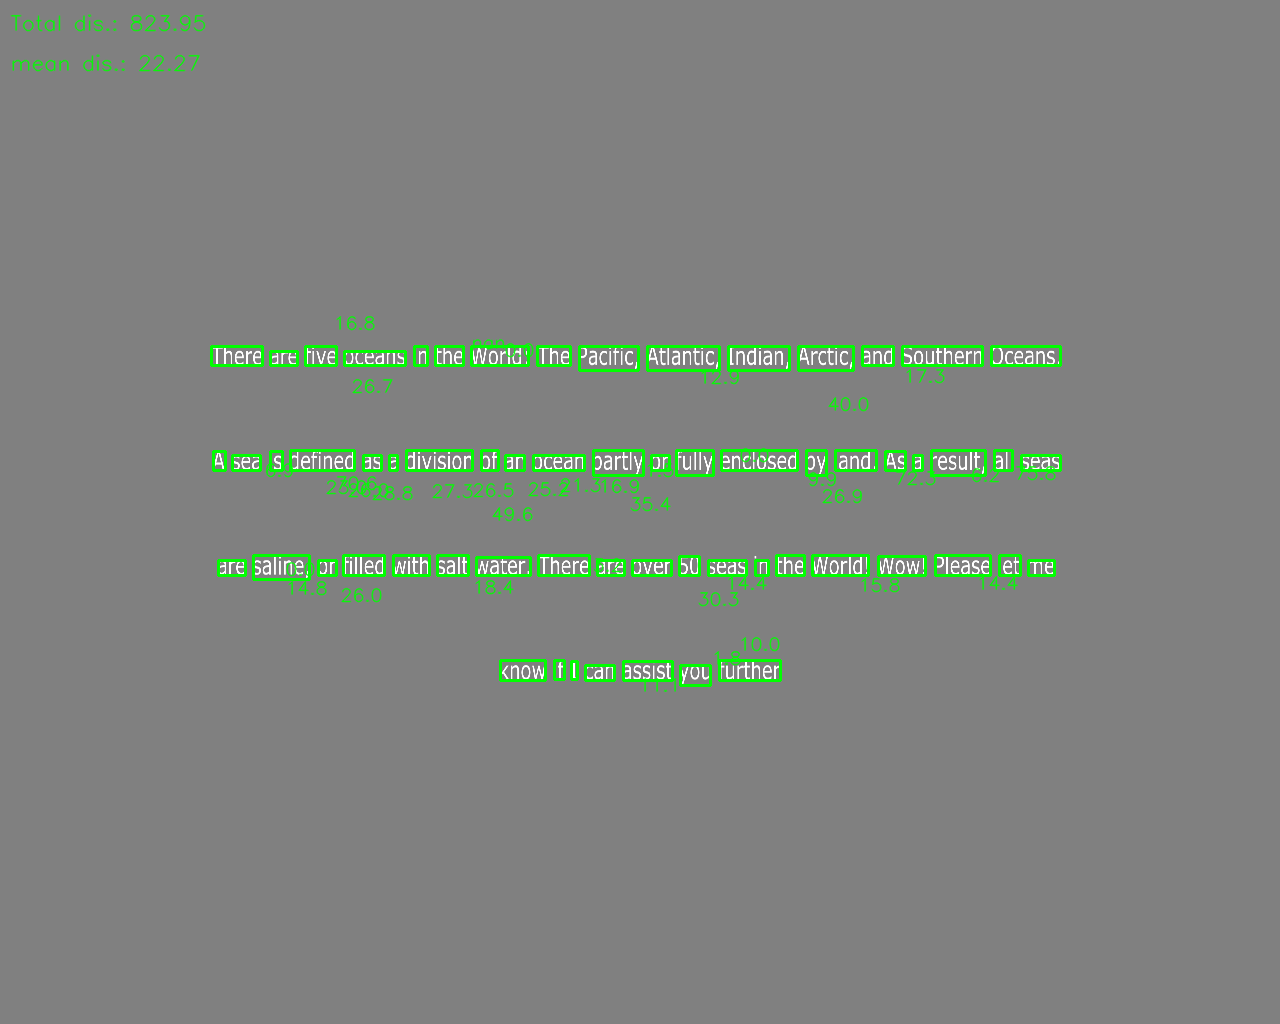 Total dis.: 823.95
mean dis.: 22.27
16.8
There are five oceans in the World! The Pacific, Atlantic, Indian, Arctic, and Southern Oceans.
12.9 17.3
26.7
40.0
A sea is defined as a division of an ocean partly or fully enclosed by land. As a result, all seas
72.3
27.3 26.5 25.2 21.3 16.9
28.8
26.9
35.4
49.6
are saline, or filled with salt water. There are over 50 seas in the World! Wow! Please let me
14.8 18.4 14.4 15.8 14.4
26.0 30.3
10.0
1.8
know if I can assist you further
11.1